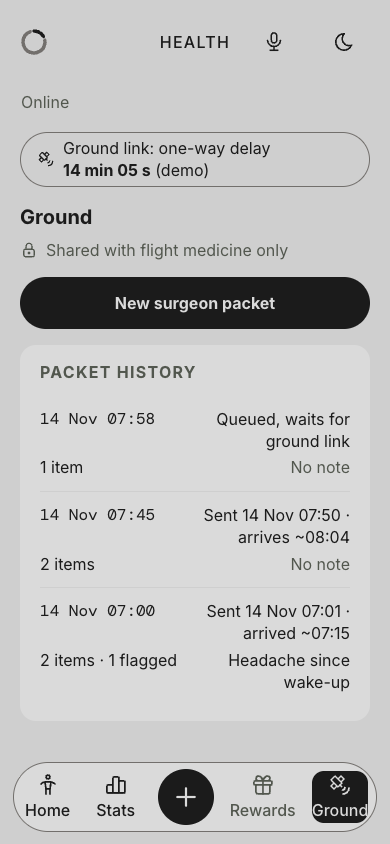 HEALTH
Online
Ground link: one-way delay
14 min 05 s (demo)
Ground
Shared with flight medicine only
New surgeon packet
PACKET HISTORY
14 Nov 07:58
Queued, waits for
ground link
1 item
No note
14 Nov 07:45
Sent 14 Nov 07:50 ·
arrives ~08:04
2 items
No note
14 Nov 07:00
Sent 14 Nov 07:01 ·
arrived ~07:15
2 items · 1 flagged
Headache since
wake-up
Home
Stats
Rewards
Ground